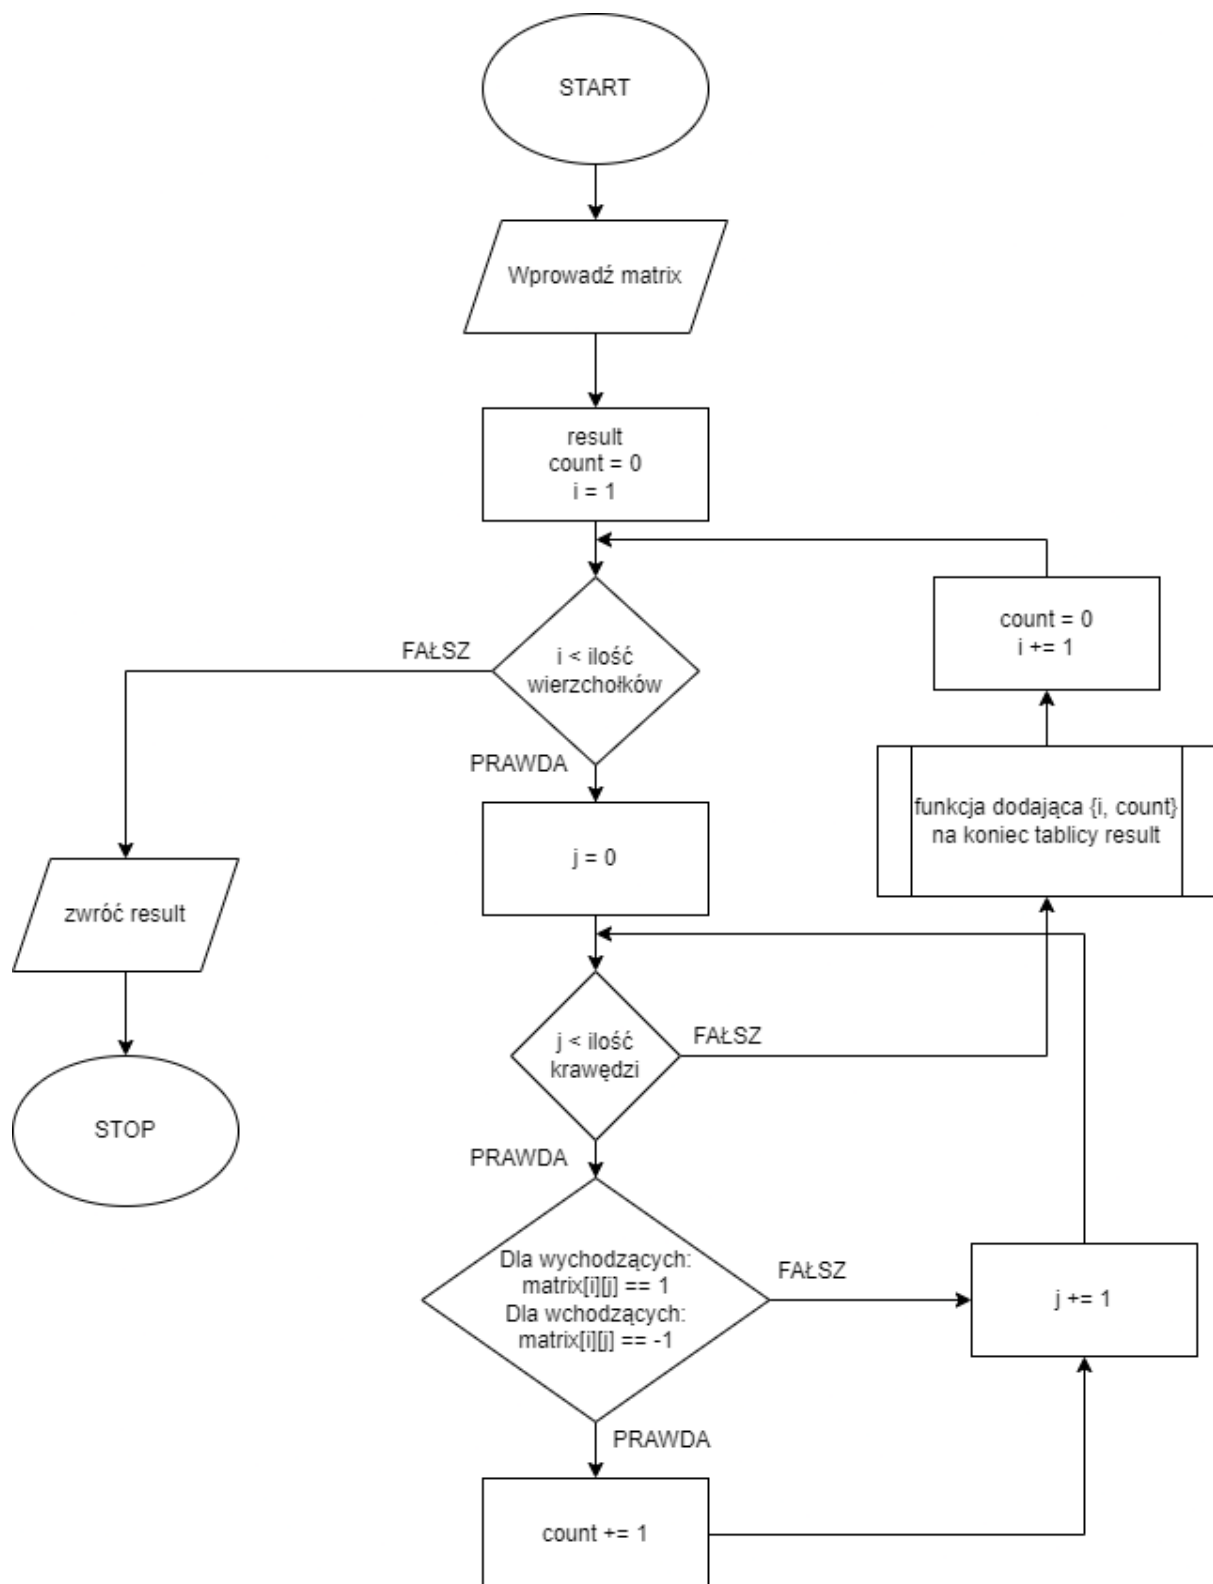 START
Wprowadź matrix
result
count = 0
i = 1
count = 0
i += 1
FAŁSZ
i < ilość
wierzchołków
PRAWDA
funkcja dodająca {i, count}
na koniec tablicy result
j = 0
zwróć result
j < ilość
krawędzi
FAŁSZ
STOP
PRAWDA
Dla wychodzących:
matrix[i][j] == 1
Dla wchodzących:
matrix[i][j] == -1
FAŁSZ
j += 1
PRAWDA
count += 1